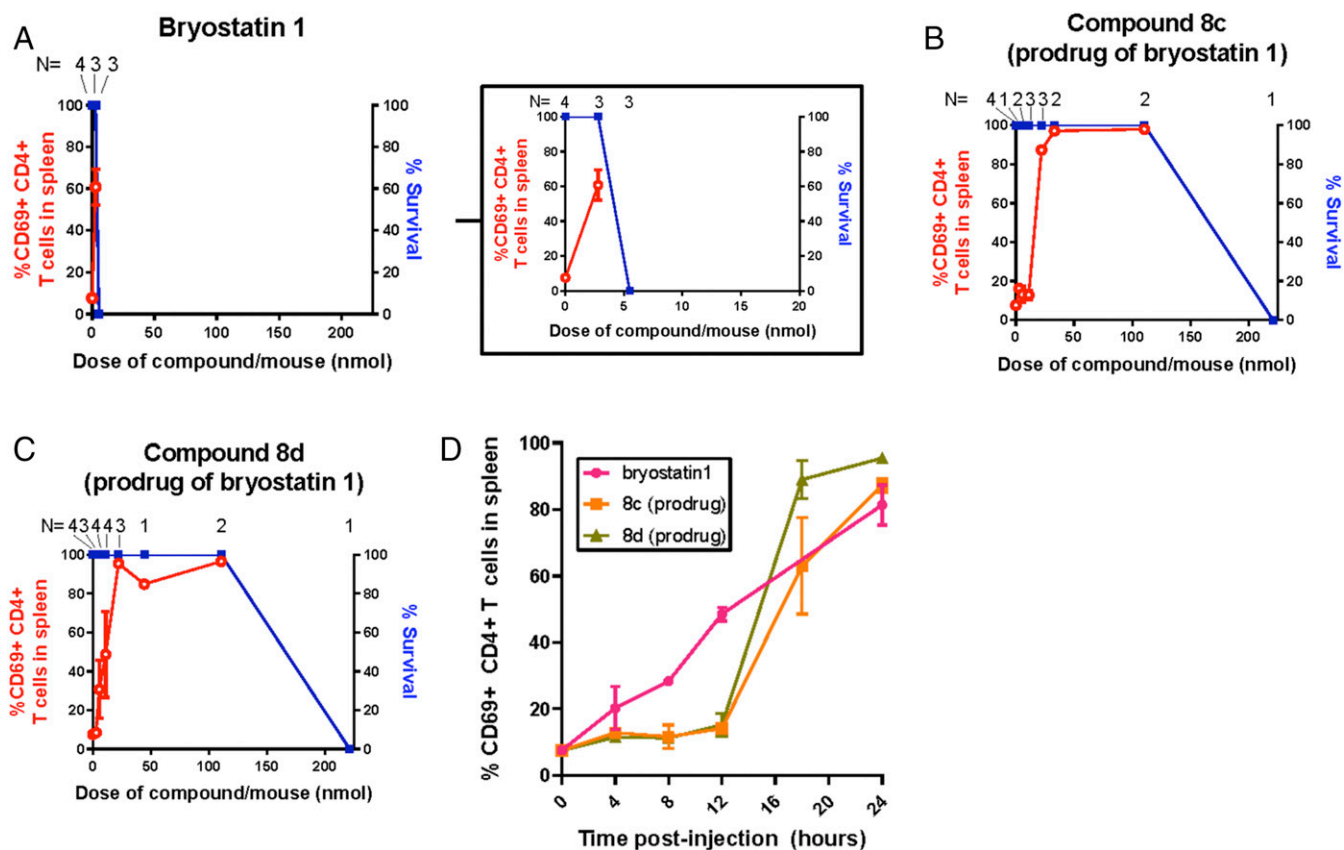 A
Bryostatin 1
N= 4 3 3
100
80
60
40
20
0
%CD69+ CD4+
T cells in spleen
100
80
60
40
20
0
% Survival
0 50 100 150 200
Dose of compound/mouse (nmol)
N= 4 3 3
100
80
60
40
20
0
%CD69+ CD4+
T cells in spleen
100
80
60
40
20
0
% Survival
0 5 10 15 20
Dose of compound/mouse (nmol)
B
Compound 8c
(prodrug of bryostatin 1)
N= 4 1 2 3 3 2 2 1
100
80
60
40
20
0
%CD69+ CD4+
T cells in spleen
100
80
60
40
20
0
% Survival
0 50 100 150 200
Dose of compound/mouse (nmol)
C
Compound 8d
(prodrug of bryostatin 1)
N= 4 3 4 4 3 1 2 1
100
80
60
40
20
0
%CD69+ CD4+
T cells in spleen
100
80
60
40
20
0
% Survival
0 50 100 150 200
Dose of compound/mouse (nmol)
D
100
80
60
40
20
0
% CD69+ CD4+ T cells in spleen
bryostatin1
8c (prodrug)
8d (prodrug)
0 4 8 12 16 20 24
Time post-injection (hours)